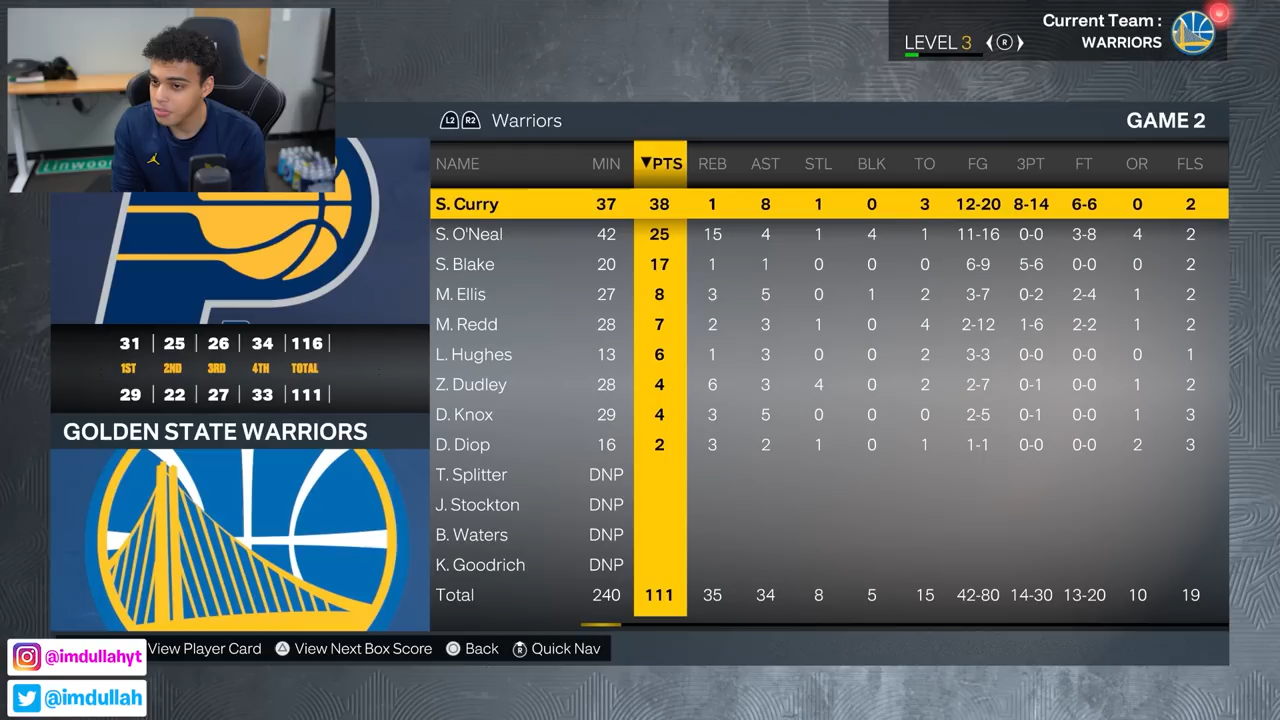 Current Team :
LEVEL 3 R WARRIORS
Linwoo
L2 R2 Warriors GAME 2
NAME MIN ▼PTS REB AST STL BLK TO FG 3PT FT OR FLS
S. Curry 37 38 1 8 1 0 3 12-20 8-14 6-6 0 2
S. O'Neal 42 25 15 4 1 4 1 11-16 0-0 3-8 4 2
S. Blake 20 17 1 1 0 0 0 6-9 5-6 0-0 0 2
M. Ellis 27 8 3 5 0 1 2 3-7 0-2 2-4 1 2
M. Redd 28 7 2 3 1 0 4 2-12 1-6 2-2 1 2
L. Hughes 13 6 1 3 0 0 2 3-3 0-0 0-0 0 1
Z. Dudley 28 4 6 3 4 0 2 2-7 0-1 0-0 1 2
D. Knox 29 4 3 5 0 0 0 2-5 0-1 0-0 1 3
D. Diop 16 2 3 2 1 0 1 1-1 0-0 0-0 2 3
T. Splitter DNP
J. Stockton DNP
B. Waters DNP
K. Goodrich DNP
Total 240 111 35 34 8 5 15 42-80 14-30 13-20 10 19
31 25 26 34 116
1ST 2ND 3RD 4TH TOTAL
29 22 27 33 111
GOLDEN STATE WARRIORS
View Player Card View Next Box Score Back R Quick Nav
@imdullahyt
@imdullah